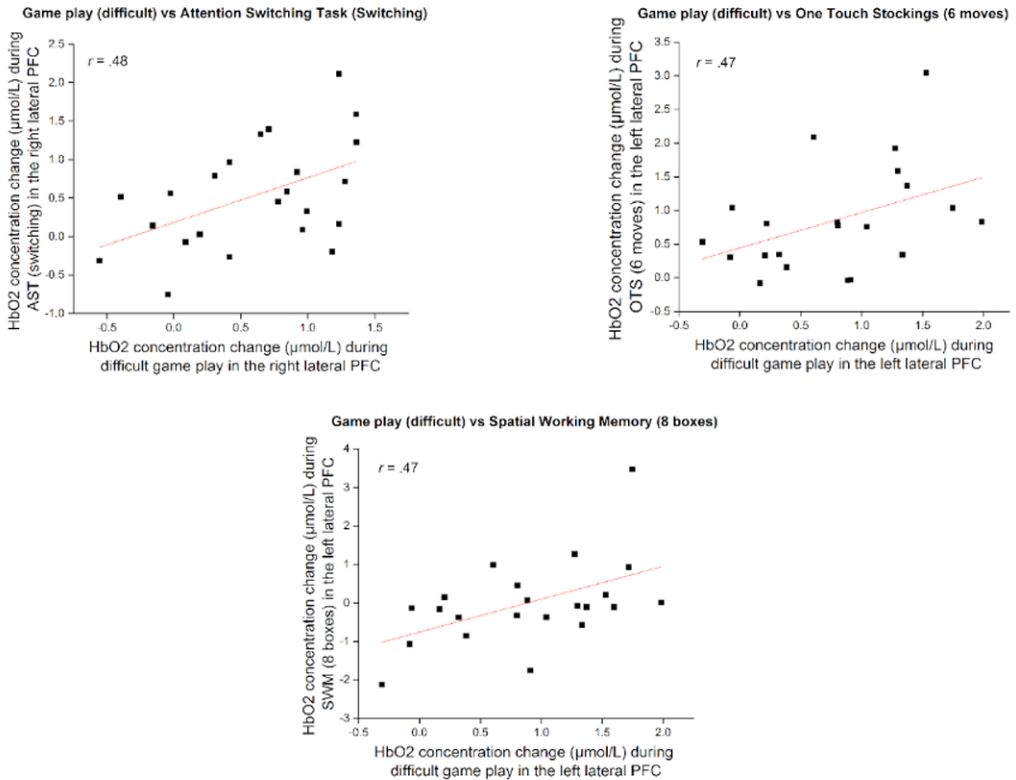 Game play (difficult) vs Attention Switching Task (Switching)
r = .48
HbO2 concentration change (μmol/L) during
AST (switching) in the right lateral PFC
2.5
2.0
1.5
1.0
0.5
0.0
-0.5
-1.0
-0.5 0.0 0.5 1.0 1.5
HbO2 concentration change (μmol/L) during
difficult game play in the right lateral PFC
Game play (difficult) vs One Touch Stockings (6 moves)
r = .47
HbO2 concentration change (μmol/L) during
OTS (6 moves) in the left lateral PFC
3.5
3.0
2.5
2.0
1.5
1.0
0.5
0.0
-0.5
-0.5 0.0 0.5 1.0 1.5 2.0
HbO2 concentration change (μmol/L) during
difficult game play in the left lateral PFC
Game play (difficult) vs Spatial Working Memory (8 boxes)
r = .47
HbO2 concentration change (μmol/L) during
SWM (8 boxes) in the left lateral PFC
4
3
2
1
0
-1
-2
-3
-0.5 0.0 0.5 1.0 1.5 2.0
HbO2 concentration change (μmol/L) during
difficult game play in the left lateral PFC